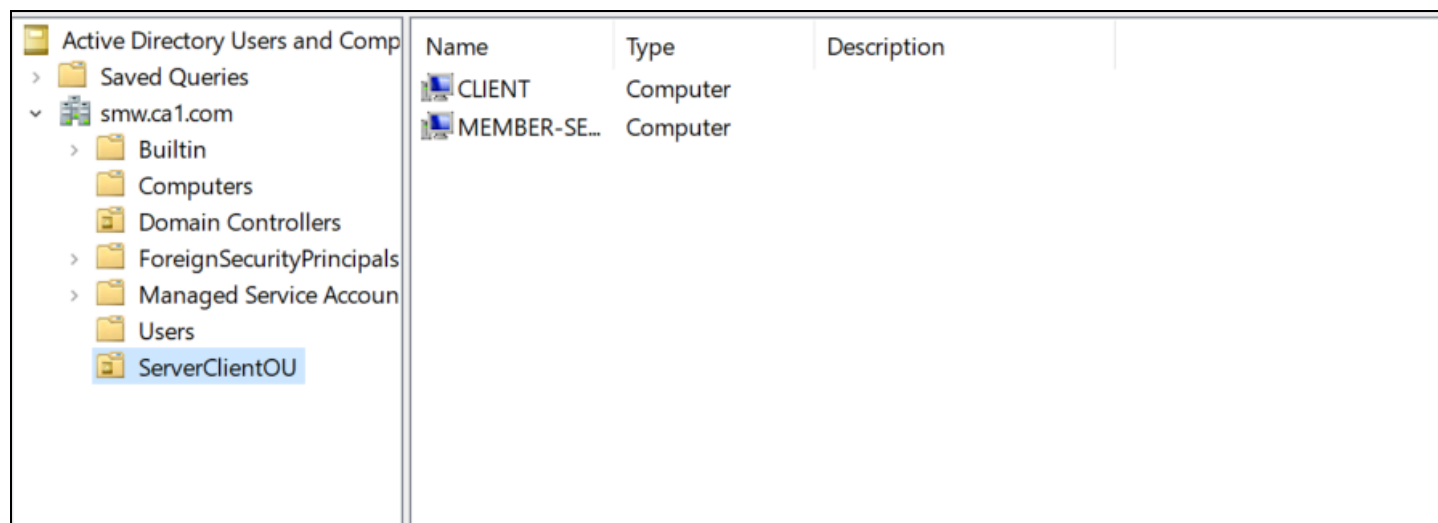 Active Directory Users and Comp
Saved Queries
smw.ca1.com
Builtin
Computers
Domain Controllers
ForeignSecurityPrincipals
Managed Service Accoun
Users
ServerClientOU
Name Type Description
CLIENT Computer
MEMBER-SE... Computer